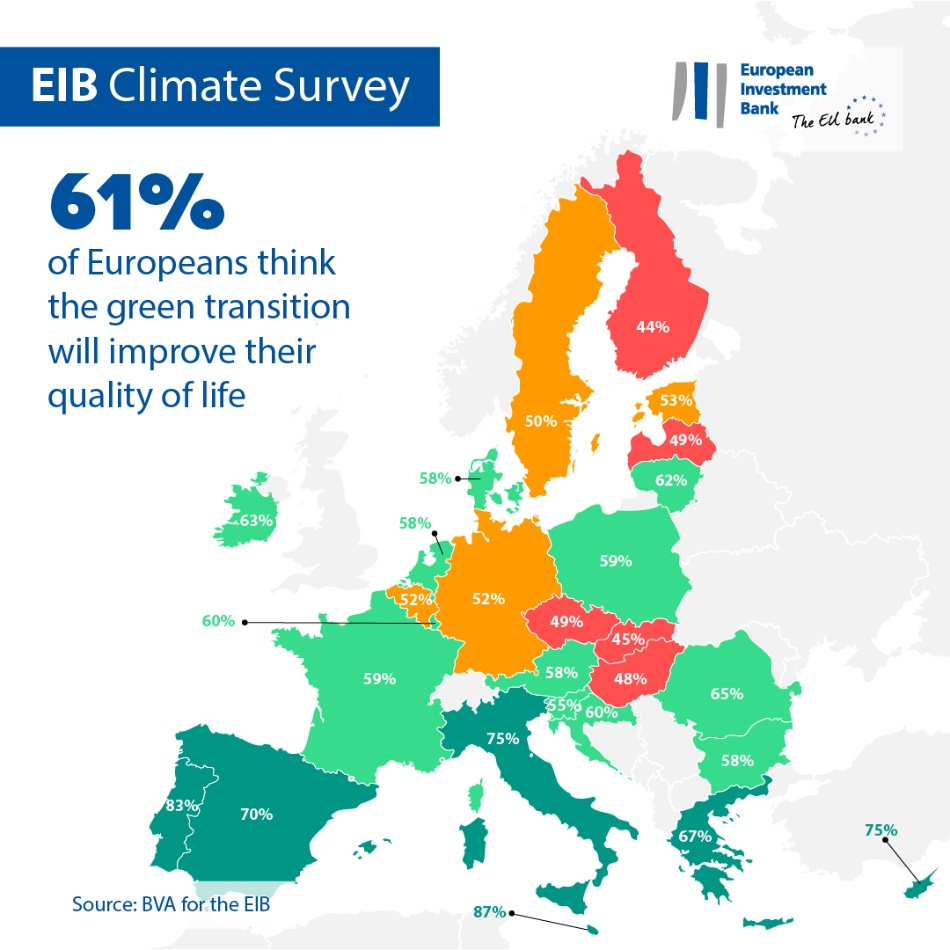 EIB Climate Survey
European
Investment
Bank
The EU bank
61%
of Europeans think
the green transition
will improve their
quality of life
44%
53%
50%
49%
58%
62%
63%
58%
59%
52%
52%
60%
49%
45%
59%
58%
48%
55%
60%
65%
75%
58%
83%
70%
67%
75%
87%
Source: BVA for the EIB